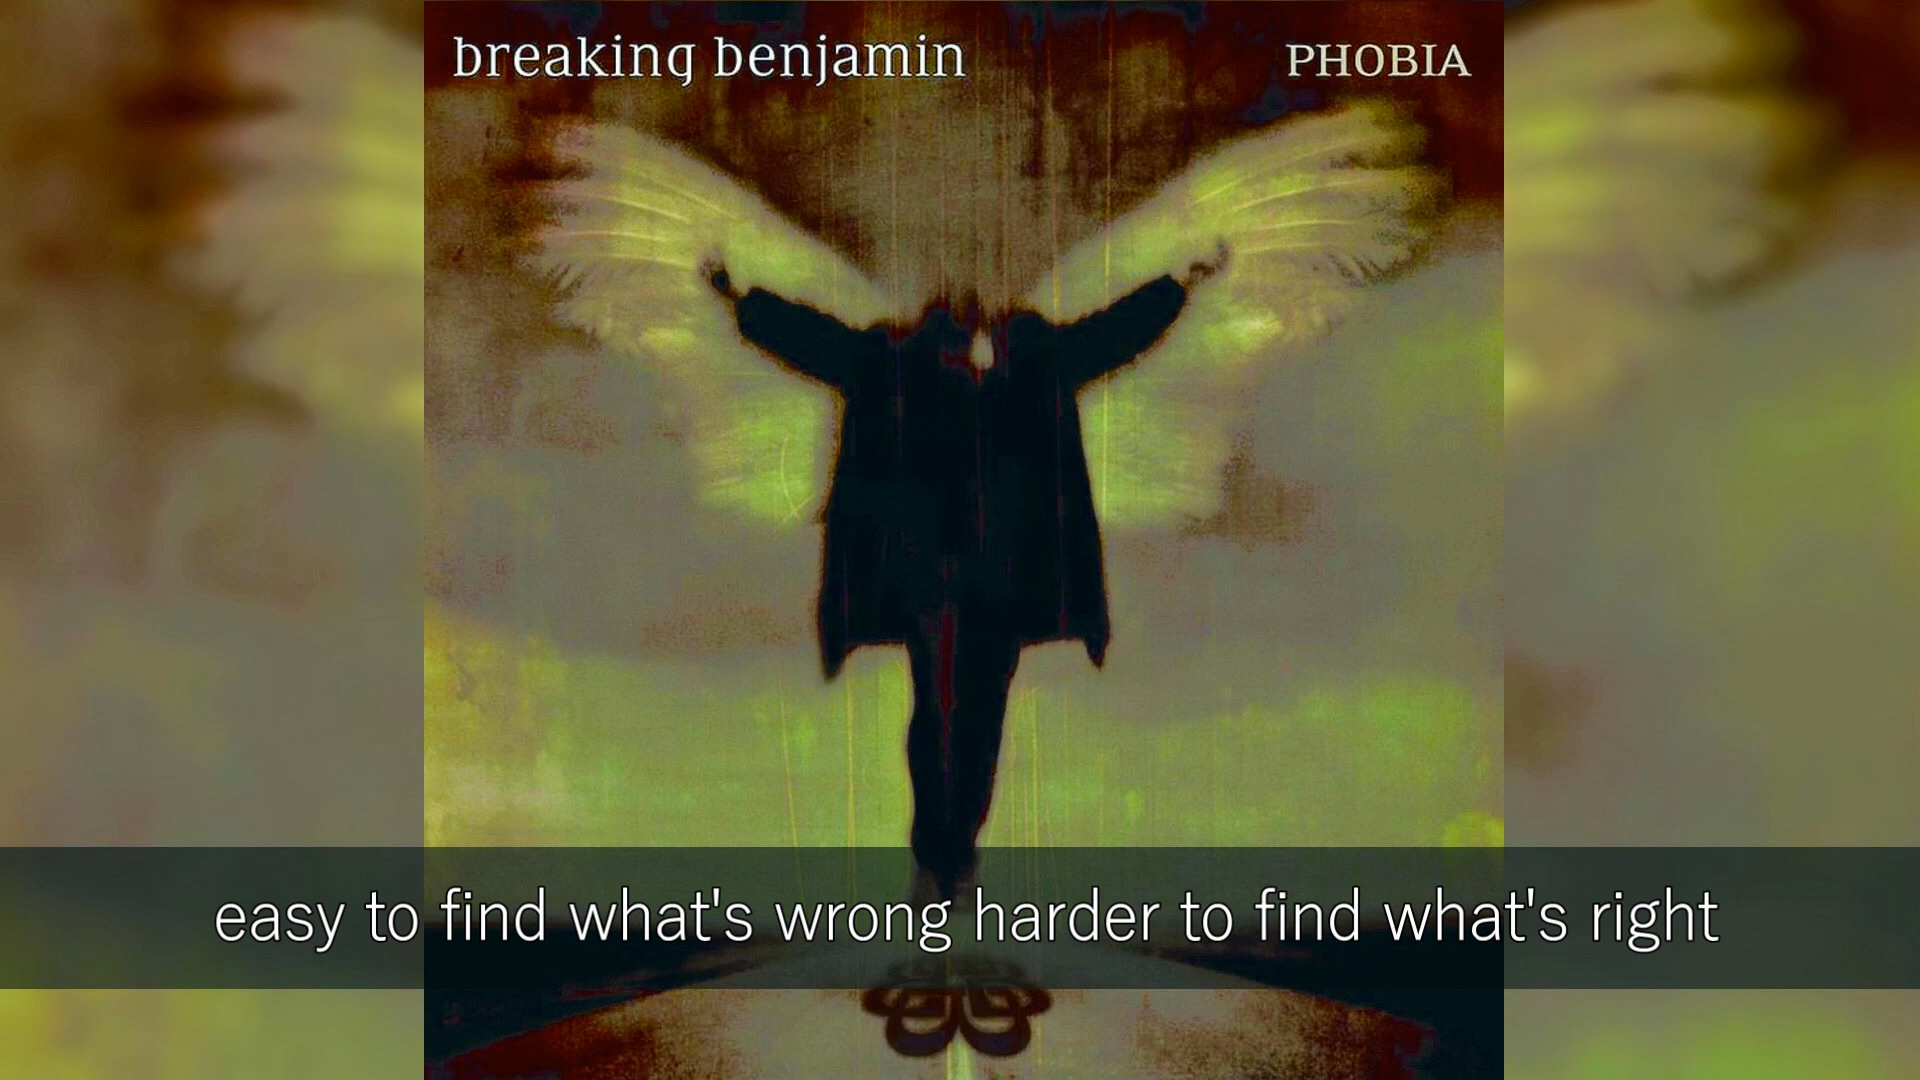 breaking benjamin
PHOBIA
easy to find what's wrong harder to find what's right